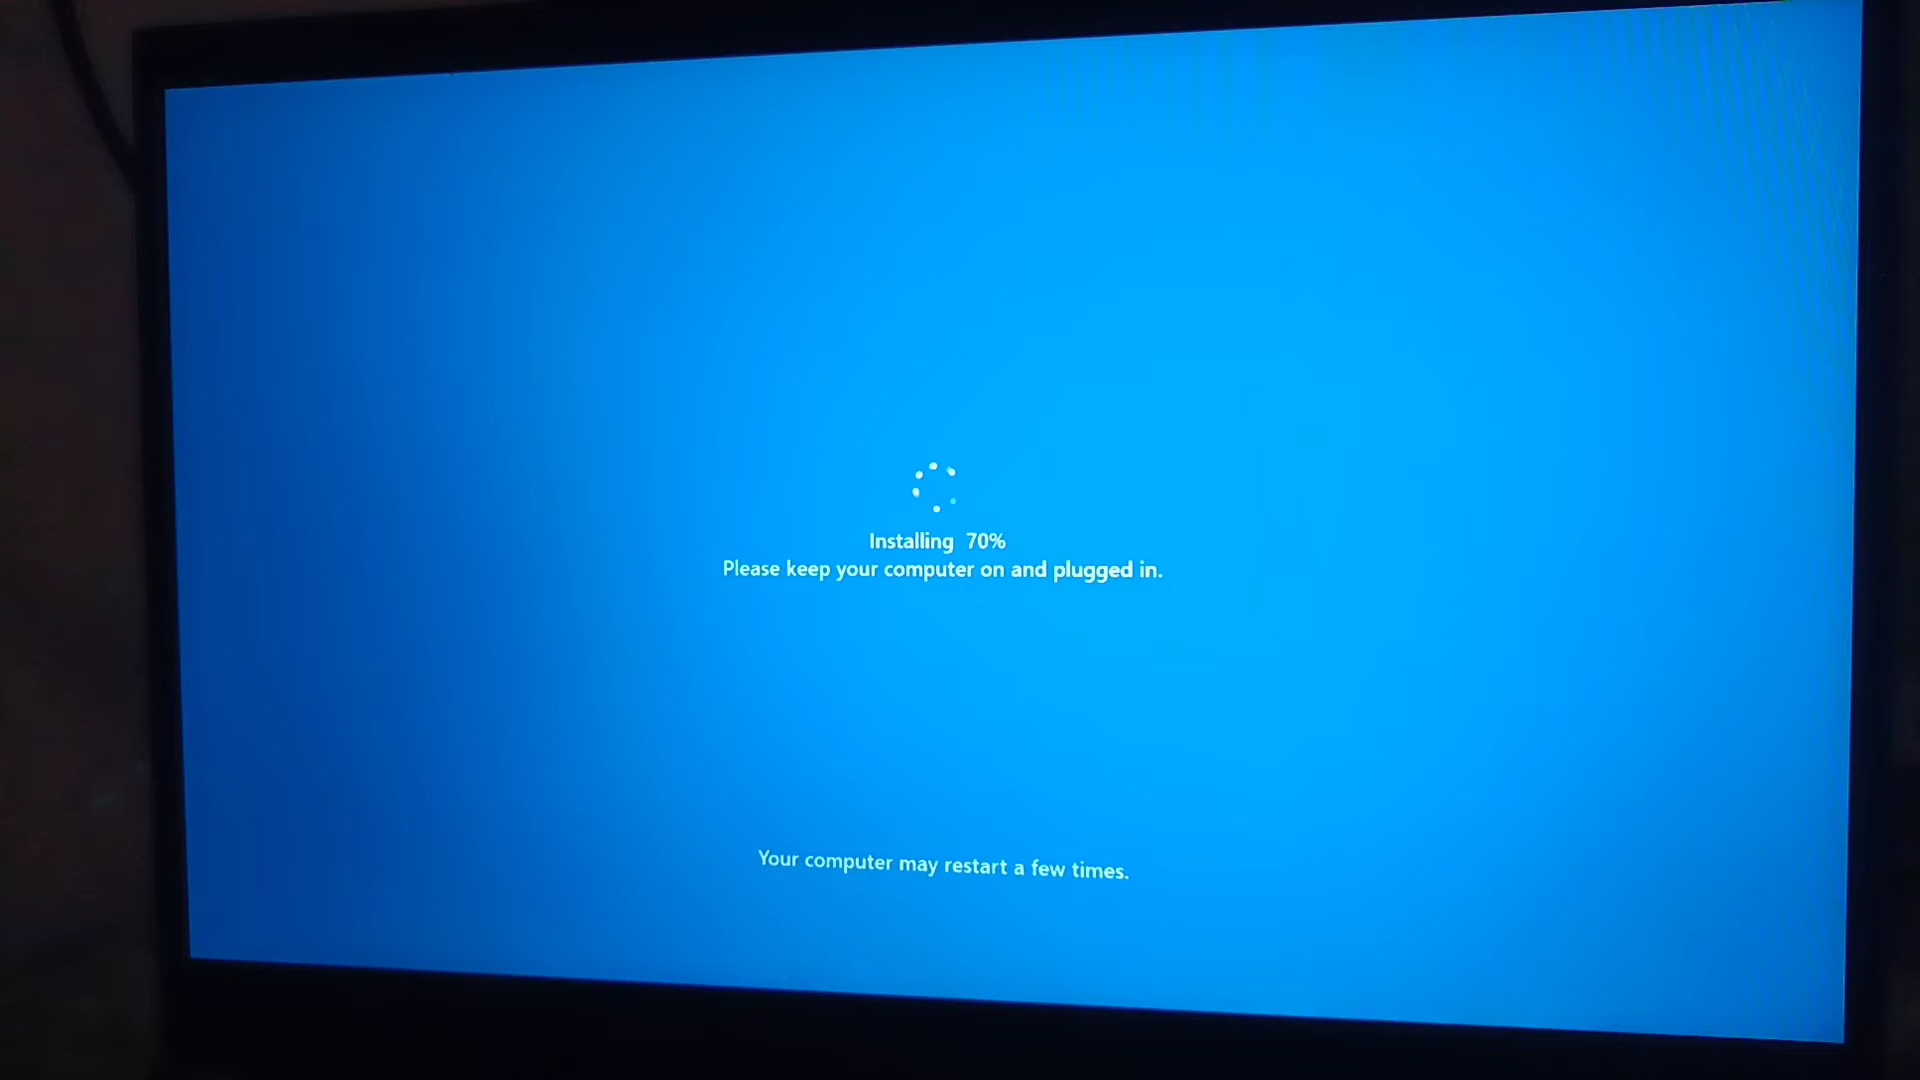 Installing 70%
Please keep your computer on and plugged in.
Your computer may restart a few times.